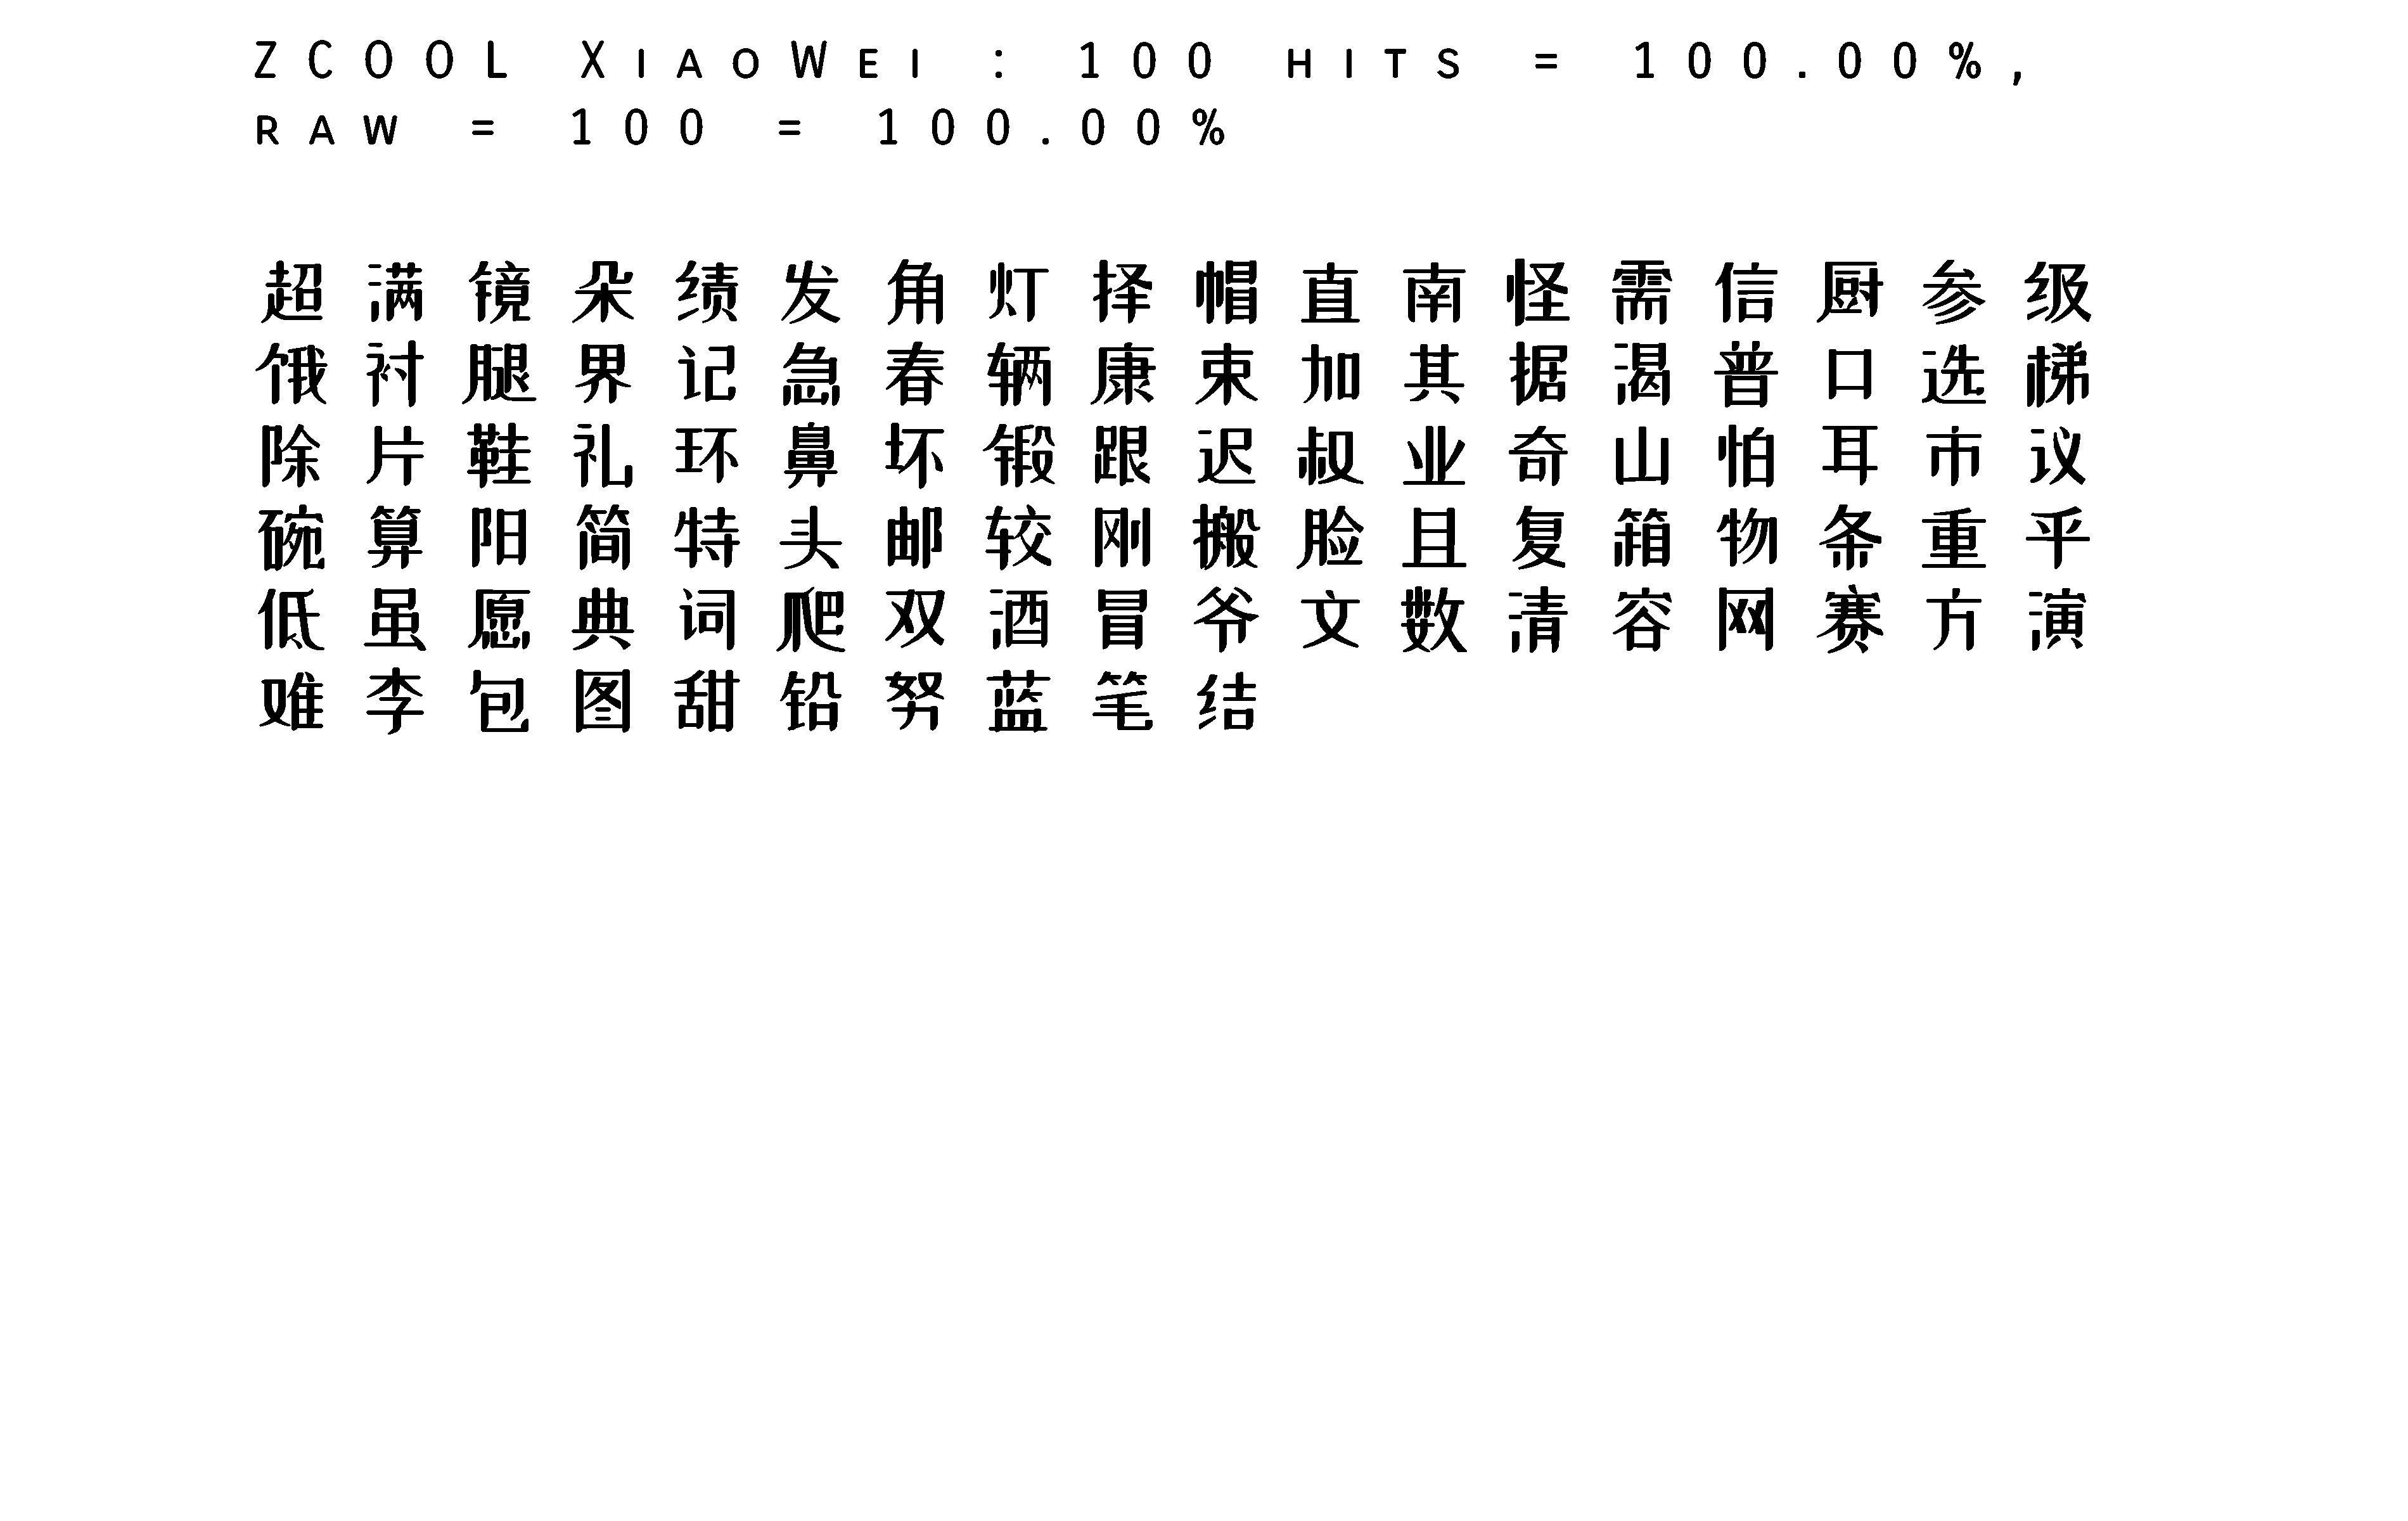 ZCOOL XiaoWei : 100 hits = 100.00%,
raw = 100 = 100.00%
超满镜朵绩发角灯择帽直南怪需信厨参级
饿衬腿界记急春辆康束加其据渴普口选梯
除片鞋礼环鼻坏锻跟迟叔业奇山怕耳市议
碗算阳简特头邮较刚搬脸且复箱物条重乎
低虽愿典词爬双酒冒爷文数清容网赛方演
难李包图甜铅努蓝笔结